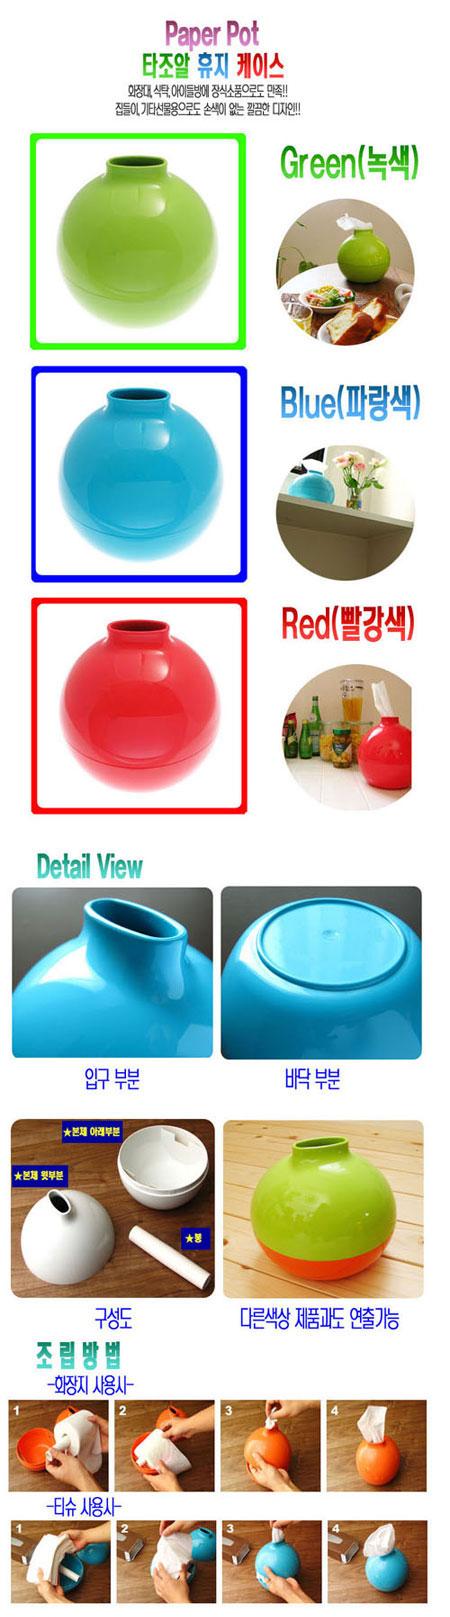 Paper Pot
타조알 휴지 케이스
화장대, 식탁, 아이들방에 장식소품으로도 만족!!
집들이, 기타선물용으로도 손색이 없는 깔끔한 디자인!!
Green(녹색)
Blue(파랑색)
Red(빨강색)
Detail View
입구 부분
바닥 부분
★본체 아래부분
★본체 윗부분
★봉
구성도
다른색상 제품과도 연출가능
조립방법
-화장지 사용시-
1 2 3 4
-티슈 사용시-
1 2 3 4